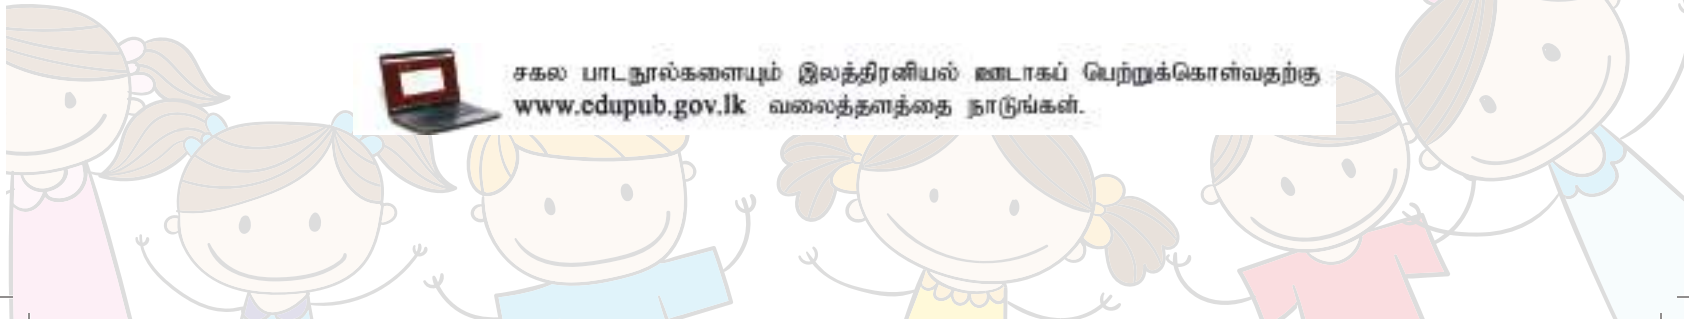 சகல பாடநூல்களையும் இலத்திரனியல் ஊடாகப் பெற்றுக்கொள்வதற்கு
www.edupub.gov.lk வலைத்தளத்தை நாடுங்கள்.